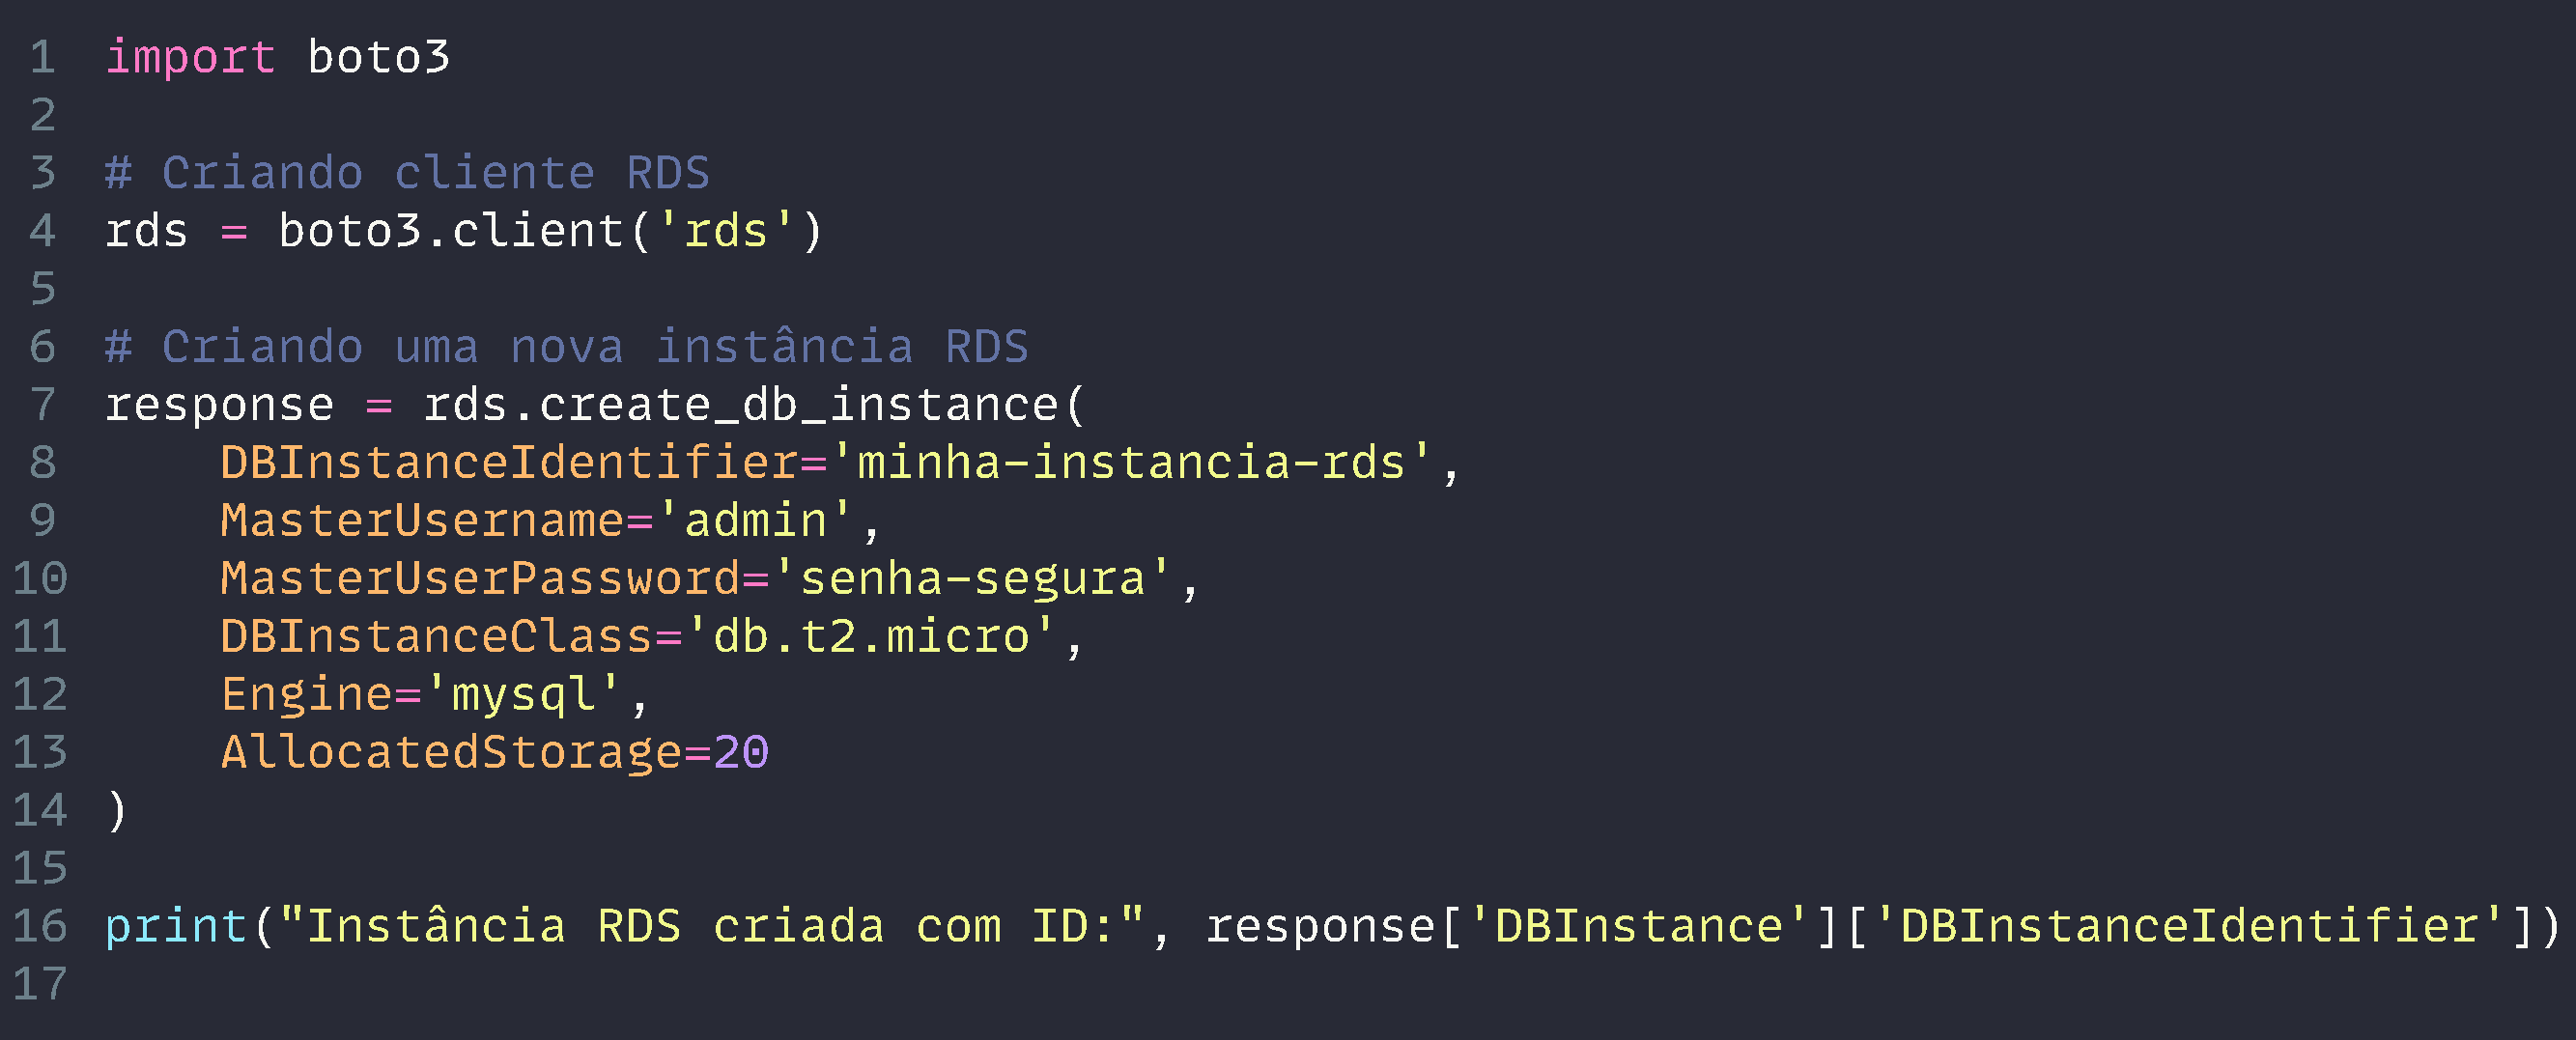 1 import boto3
2
3 # Criando cliente RDS
4 rds = boto3.client('rds')
5
6 # Criando uma nova instância RDS
7 response = rds.create_db_instance(
8     DBInstanceIdentifier='minha-instancia-rds',
9     MasterUsername='admin',
10     MasterUserPassword='senha-segura',
11     DBInstanceClass='db.t2.micro',
12     Engine='mysql',
13     AllocatedStorage=20
14 )
15
16 print("Instância RDS criada com ID:", response['DBInstance']['DBInstanceIdentifier'])
17